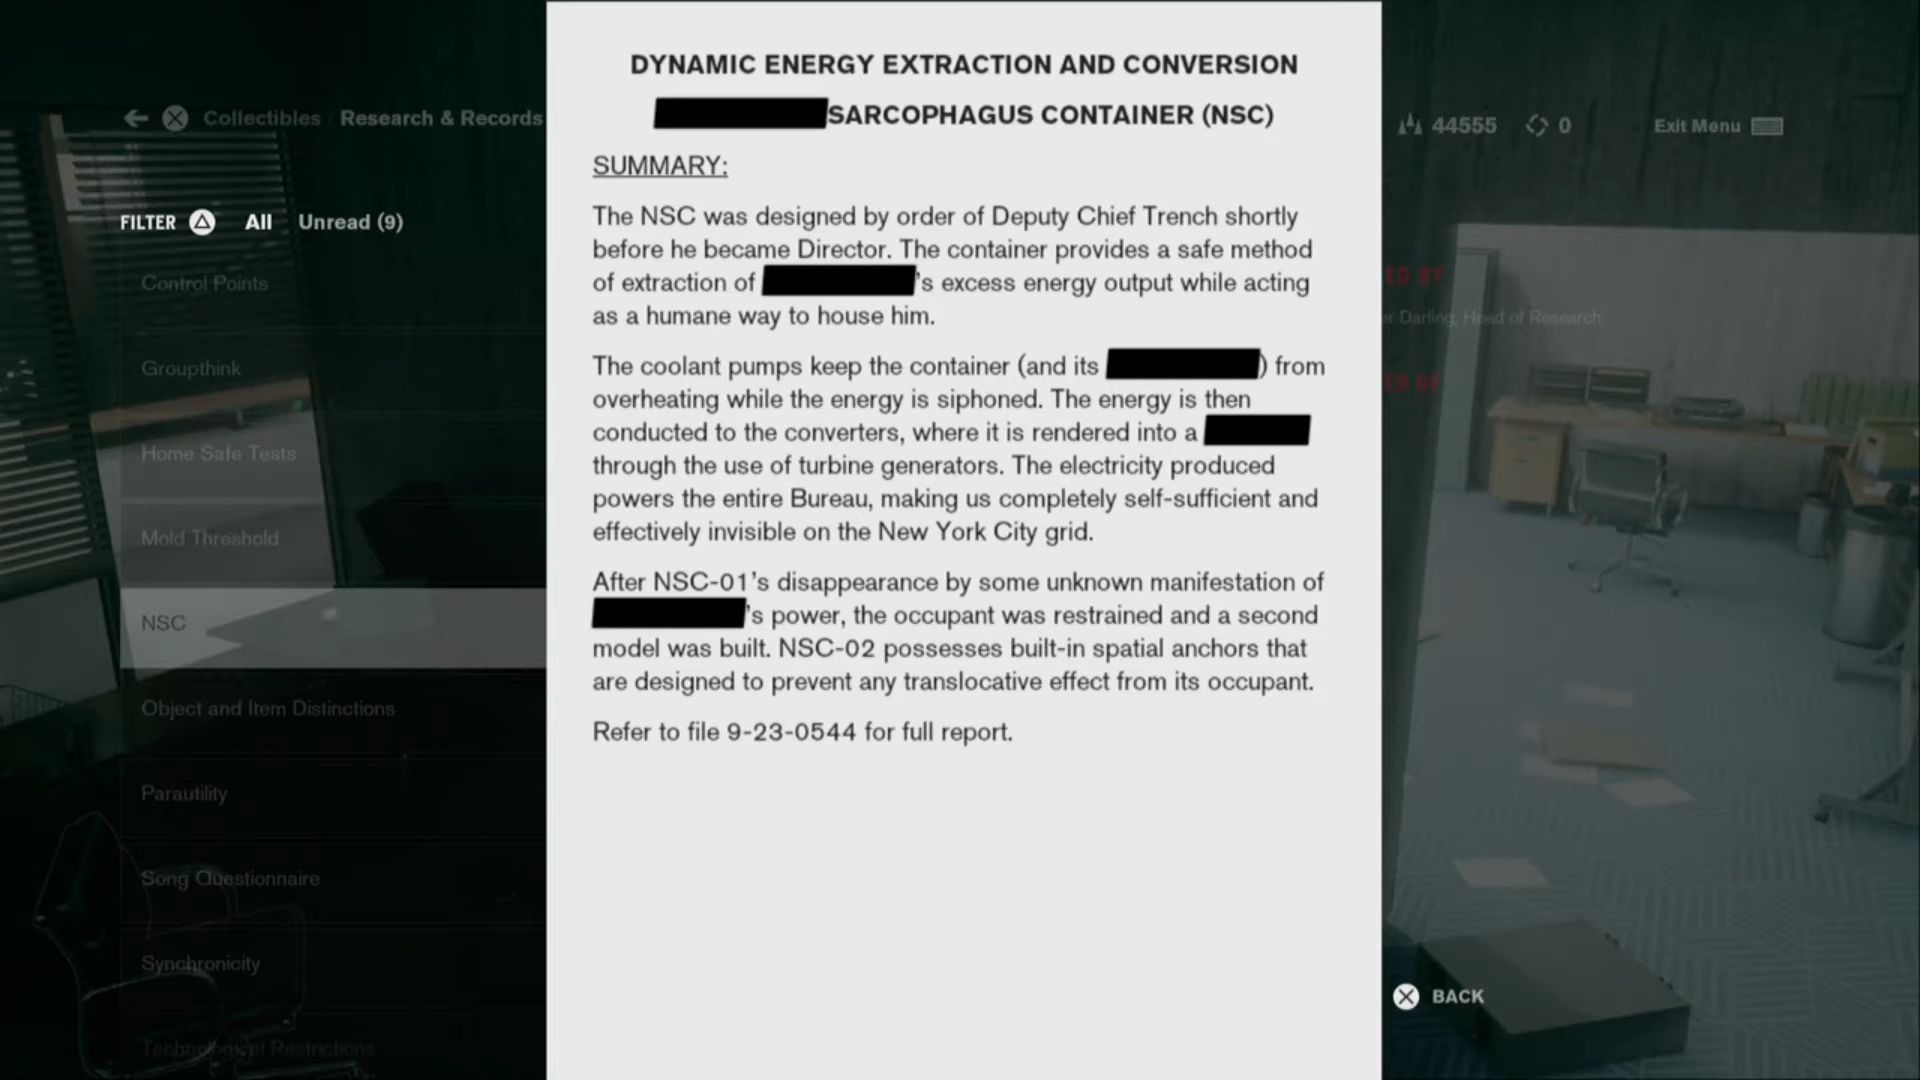 DYNAMIC ENERGY EXTRACTION AND CONVERSION
SARCOPHAGUS CONTAINER (NSC)
Collectibles / Research & Records
44555
0
Exit Menu
SUMMARY:
FILTER All Unread (9)
The NSC was designed by order of Deputy Chief Trench shortly
before he became Director. The container provides a safe method
of extraction of 's excess energy output while acting
as a humane way to house him.
The coolant pumps keep the container (and its ) from
overheating while the energy is siphoned. The energy is then
conducted to the converters, where it is rendered into a
through the use of turbine generators. The electricity produced
powers the entire Bureau, making us completely self-sufficient and
effectively invisible on the New York City grid.
After NSC-01's disappearance by some unknown manifestation of
's power, the occupant was restrained and a second
model was built. NSC-02 possesses built-in spatial anchors that
are designed to prevent any translocative effect from its occupant.
Refer to file 9-23-0544 for full report.
Control Points
Groupthink
Home Safe Tests
Mold Threshold
NSC
Object and Item Distinctions
Parautility
Song Questionnaire
Synchronicity
Technological Restrictions
BY
Darling, Head of Research
BACK